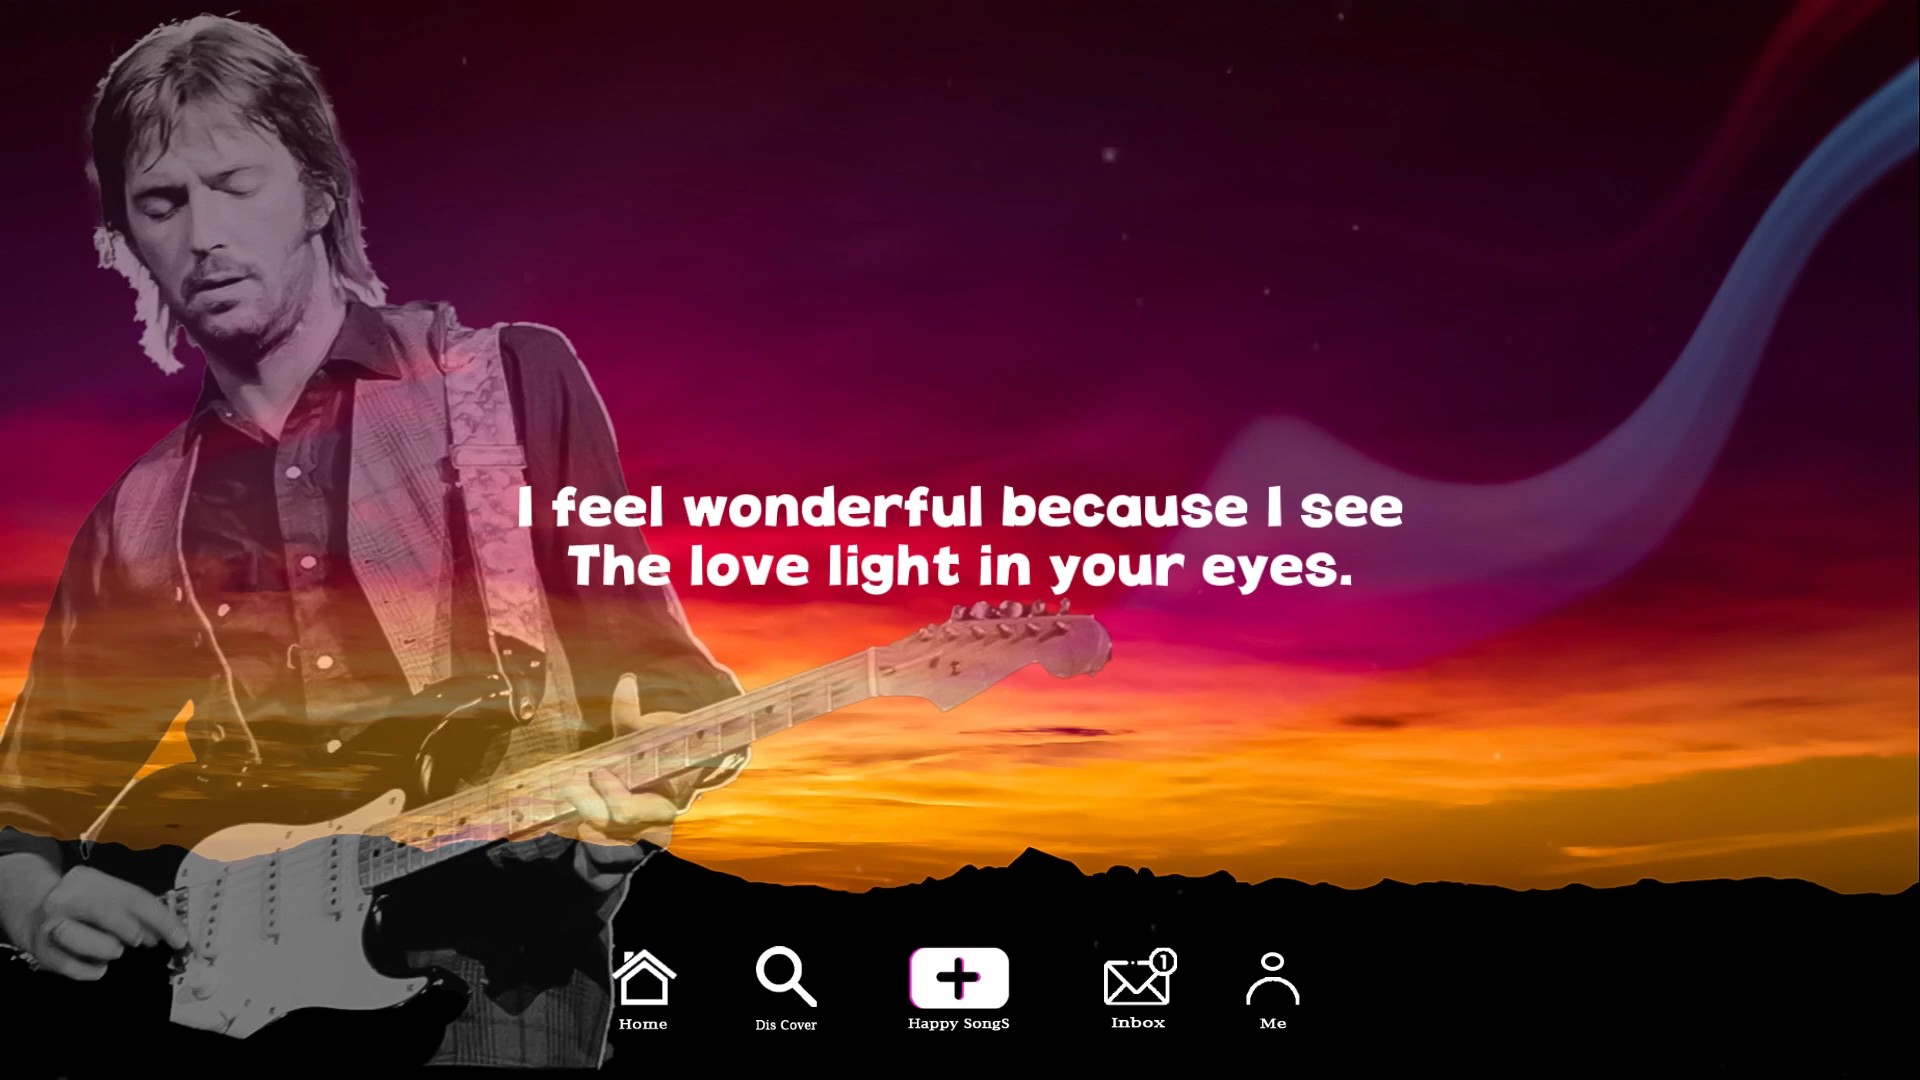 I feel wonderful because I see
The love light in your eyes.
1
Home
Dis Cover
Happy SongS
Inbox
Me